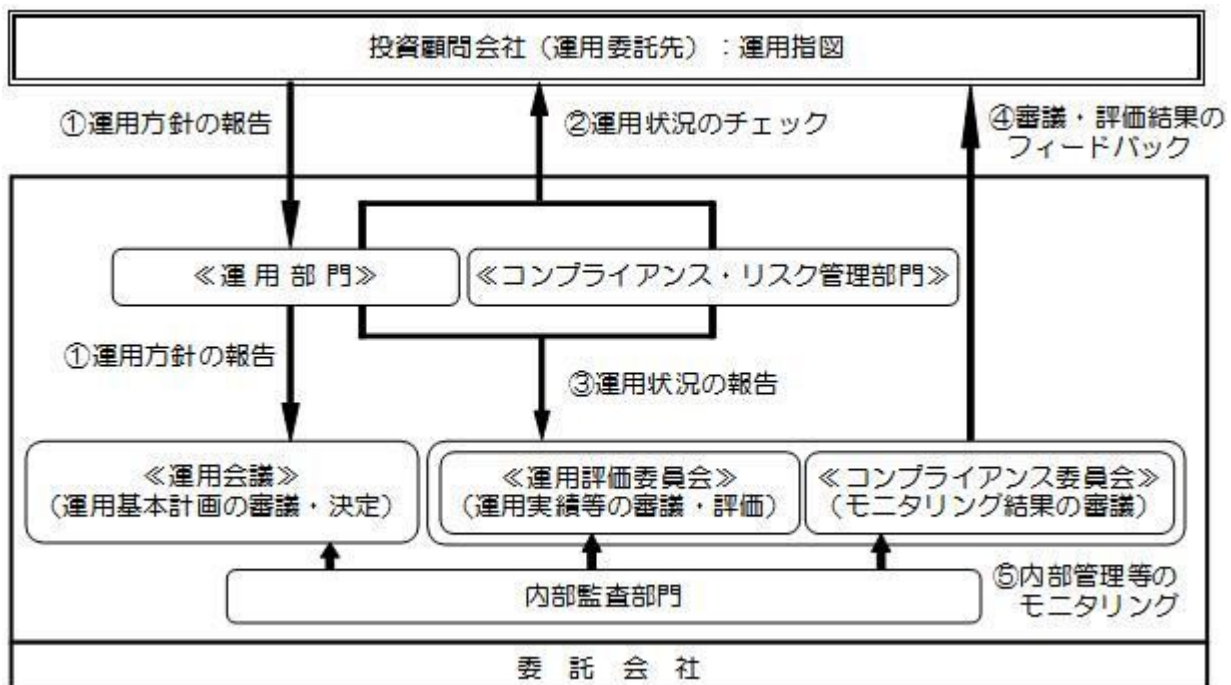 投資顧問会社（運用委託先）：運用指図
①運用方針の報告
②運用状況のチェック
④審議・評価結果の
フィードバック
≪運 用 部 門≫
≪コンプライアンス・リスク管理部門≫
①運用方針の報告
③運用状況の報告
≪運用会議≫
（運用基本計画の審議・決定）
≪運用評価委員会≫
（運用実績等の審議・評価）
≪コンプライアンス委員会≫
（モニタリング結果の審議）
内部監査部門
⑤内部管理等の
モニタリング
委 託 会 社